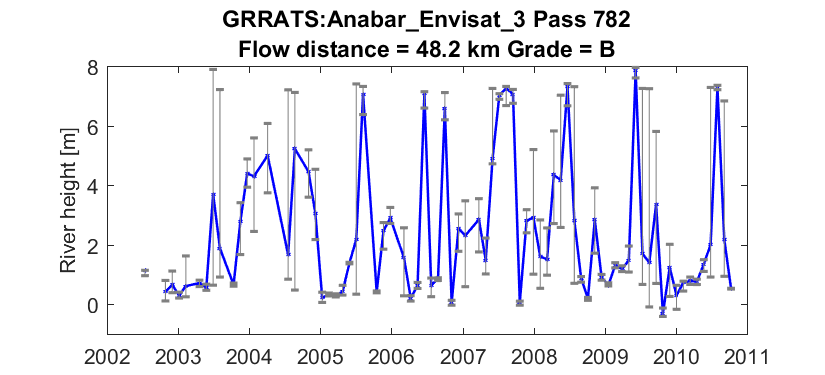 GRRATS:Anabar_Envisat_3 Pass 782
Flow distance = 48.2 km Grade = B
River height [m]
8
6
4
2
0
2002 2003 2004 2005 2006 2007 2008 2009 2010 2011